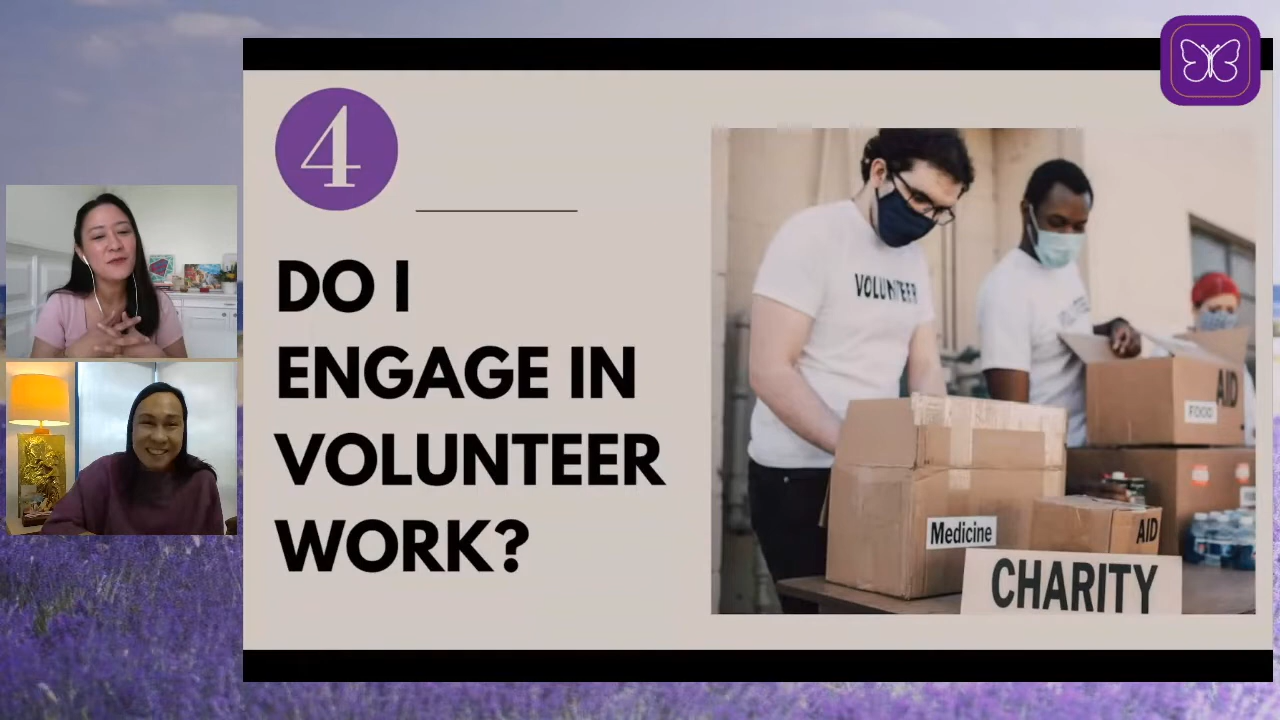 4
DO I
ENGAGE IN
VOLUNTEER
WORK?
VOLUNTEER
AID
FOOD
Medicine
AID
CHARITY